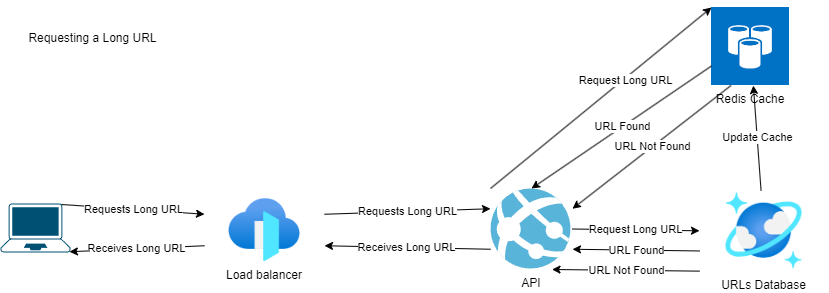 Requesting a Long URL
Request Long URL
Redis Cache
URL Found
Update Cache
URL Not Found
Requests Long URL
Requests Long URL
Request Long URL
Receives Long URL
Receives Long URL
URL Found
URL Not Found
Load balancer
API
URLs Database